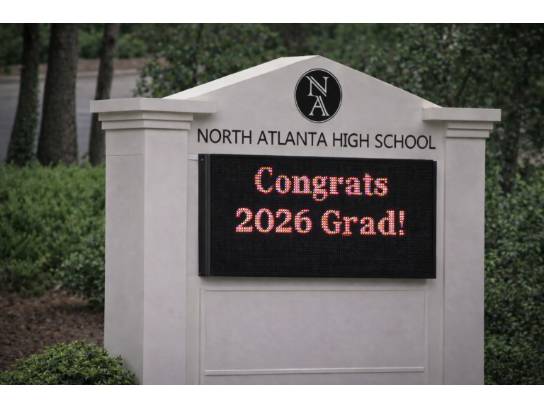 NA
NORTH ATLANTA HIGH SCHOOL
Congrats
2026 Grad!